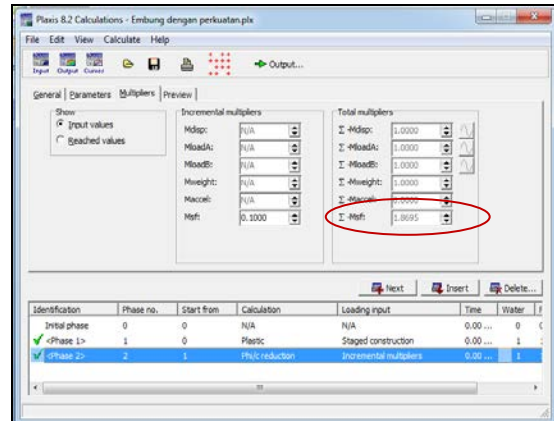 Plaxis 8.2 Calculations - Embung dengan perkuatan.plx
File Edit View Calculate Help
Input Output Curves Output...
General Parameters Multipliers Preview
Show
Input values
Reached values
Incremental multipliers
Mdisp: N/A
MloadA: N/A
MloadB: N/A
Mweight: N/A
Maccel: N/A
Msf: 0.1000
Total multipliers
Σ -Mdisp: 1.0000
Σ -MloadA: 1.0000
Σ -MloadB: 1.0000
Σ -Mweight: 1.0000
Σ -Maccel: 0.0000
Σ -Msf: 1.8695
Next Insert Delete...
Identification Phase no. Start from Calculation Loading input Time Water F
Initial phase 0 0 N/A N/A 0.00 ... 0
<Phase 1> 1 0 Plastic Staged construction 0.00 ... 1
<Phase 2> 2 1 Phi/c reduction Incremental multipliers 0.00 ... 1